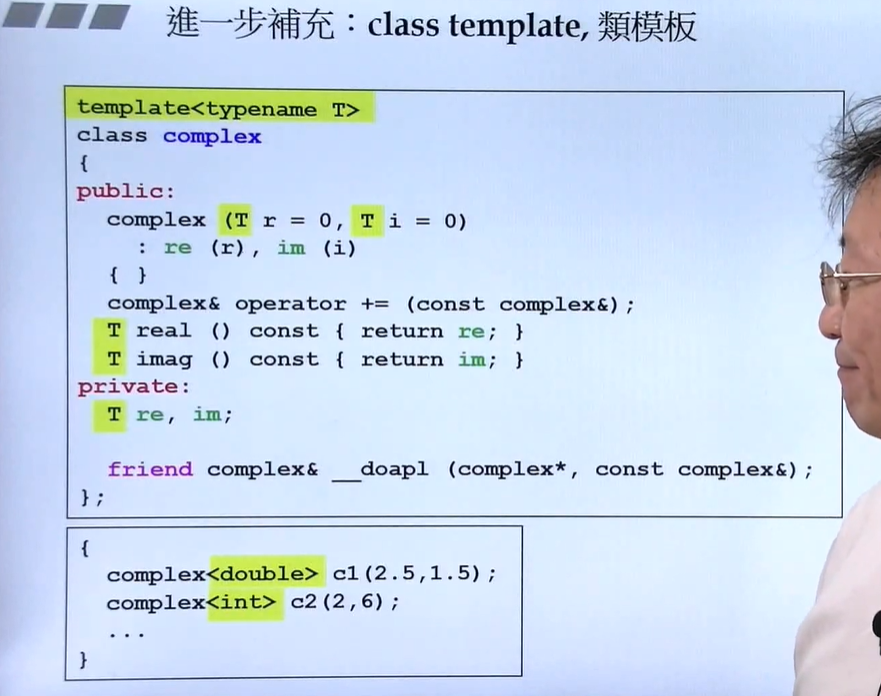 進一步補充：class template, 類模板
template<typename T>
class complex
{
public:
complex (T r = 0, T i = 0)
: re (r), im (i)
{ }
complex& operator += (const complex&);
T real () const { return re; }
T imag () const { return im; }
private:
T re, im;
friend complex& __doapl (complex*, const complex&);
};
{
complex<double> c1(2.5,1.5);
complex<int> c2(2,6);
...
}